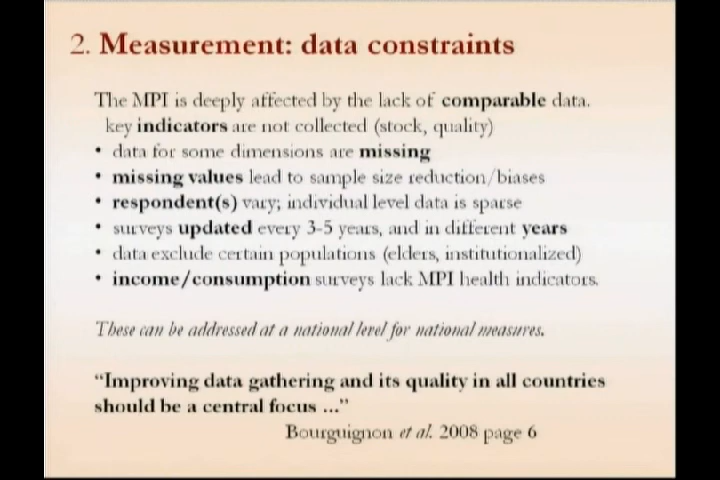 2. Measurement: data constraints
The MPI is deeply affected by the lack of comparable data.
key indicators are not collected (stock, quality)
• data for some dimensions are missing
• missing values lead to sample size reduction/biases
• respondent(s) vary; individual level data is sparse
• surveys updated every 3-5 years, and in different years
• data exclude certain populations (elders, institutionalized)
• income/consumption surveys lack MPI health indicators.
These can be addressed at a national level for national measures.
“Improving data gathering and its quality in all countries
should be a central focus ...”
Bourguignon et al. 2008 page 6